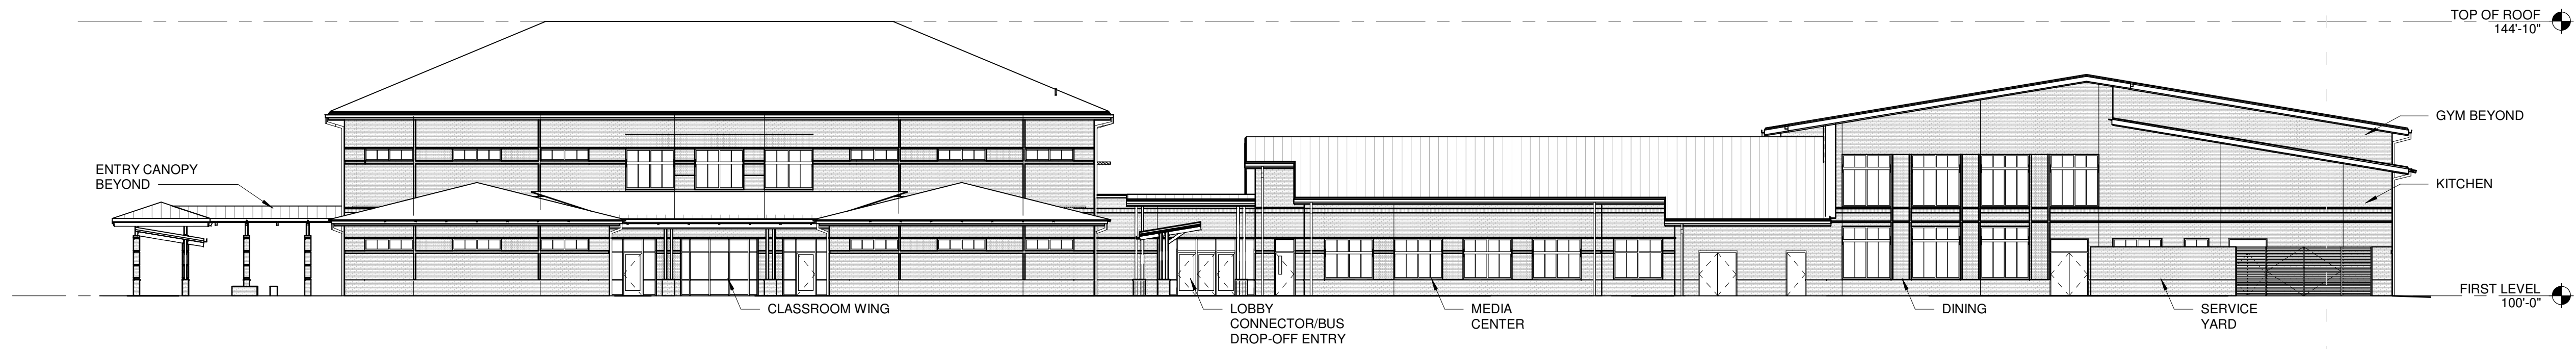 TOP OF ROOF
144'-10"
GYM BEYOND
ENTRY CANOPY
BEYOND
KITCHEN
FIRST LEVEL
100'-0"
CLASSROOM WING
LOBBY
CONNECTOR/BUS
DROP-OFF ENTRY
MEDIA
CENTER
DINING
SERVICE
YARD